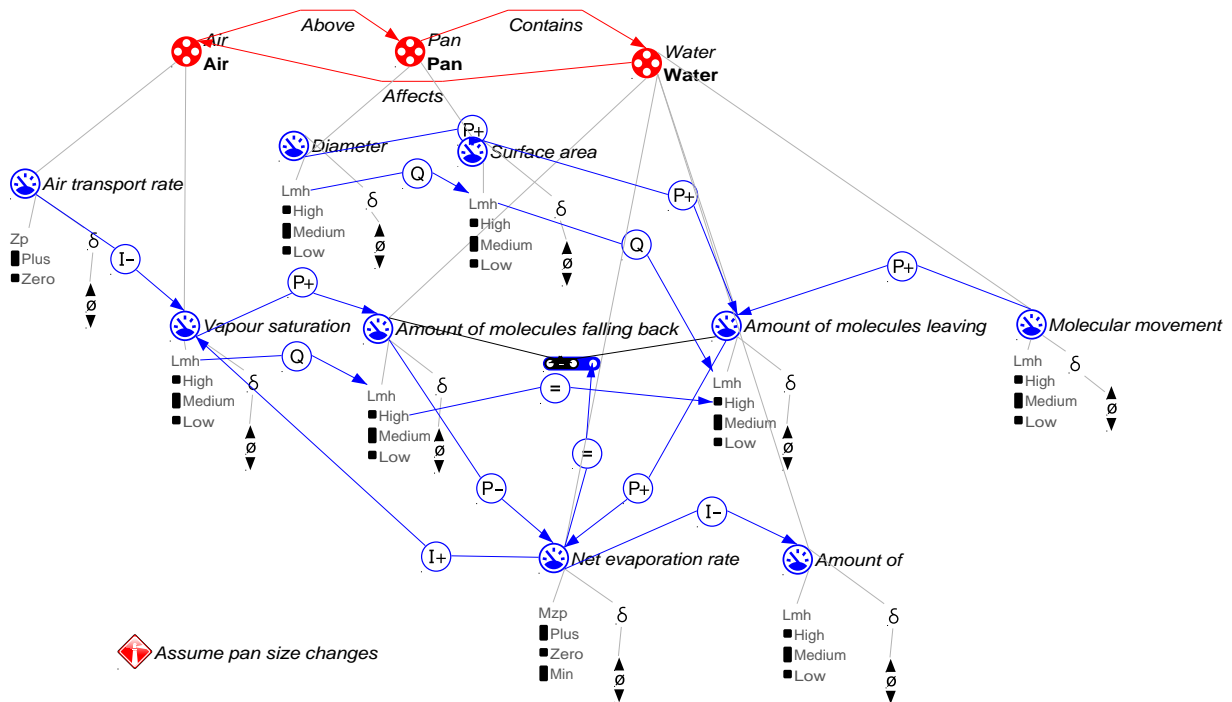 Above
Contains
Air
Air
Pan
Pan
Water
Water
Affects
P+
Diameter
Surface area
Air transport rate
Q
P+
Lmh
High
Medium
Low
δ
ø
Lmh
High
Medium
Low
δ
ø
Zp
Plus
Zero
δ
ø
I-
Q
P+
P+
Vapour saturation
Amount of molecules falling back
Amount of molecules leaving
Molecular movement
Q
Lmh
High
Medium
Low
δ
ø
Lmh
High
Medium
Low
δ
ø
=
Lmh
High
Medium
Low
δ
ø
Lmh
High
Medium
Low
δ
ø
=
P-
P+
I-
I+
Net evaporation rate
Amount of
Mzp
Plus
Zero
Min
δ
ø
Lmh
High
Medium
Low
δ
ø
Assume pan size changes